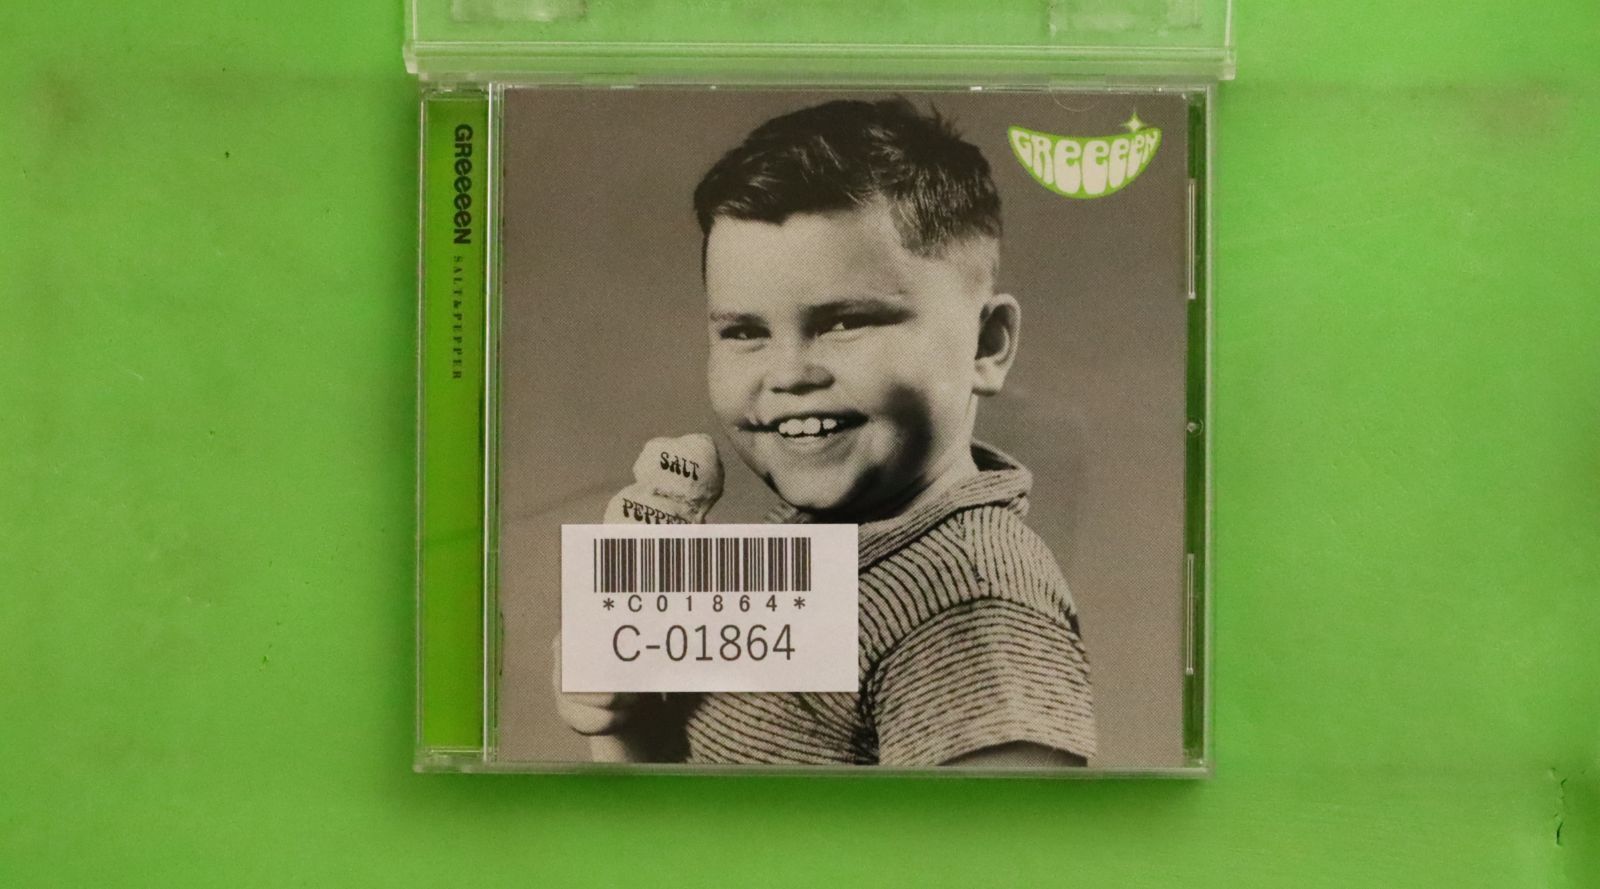 GReeeeN SALT&PEPPER
GReeeeN
SALT
PEPPER
*C01864*
C-01864